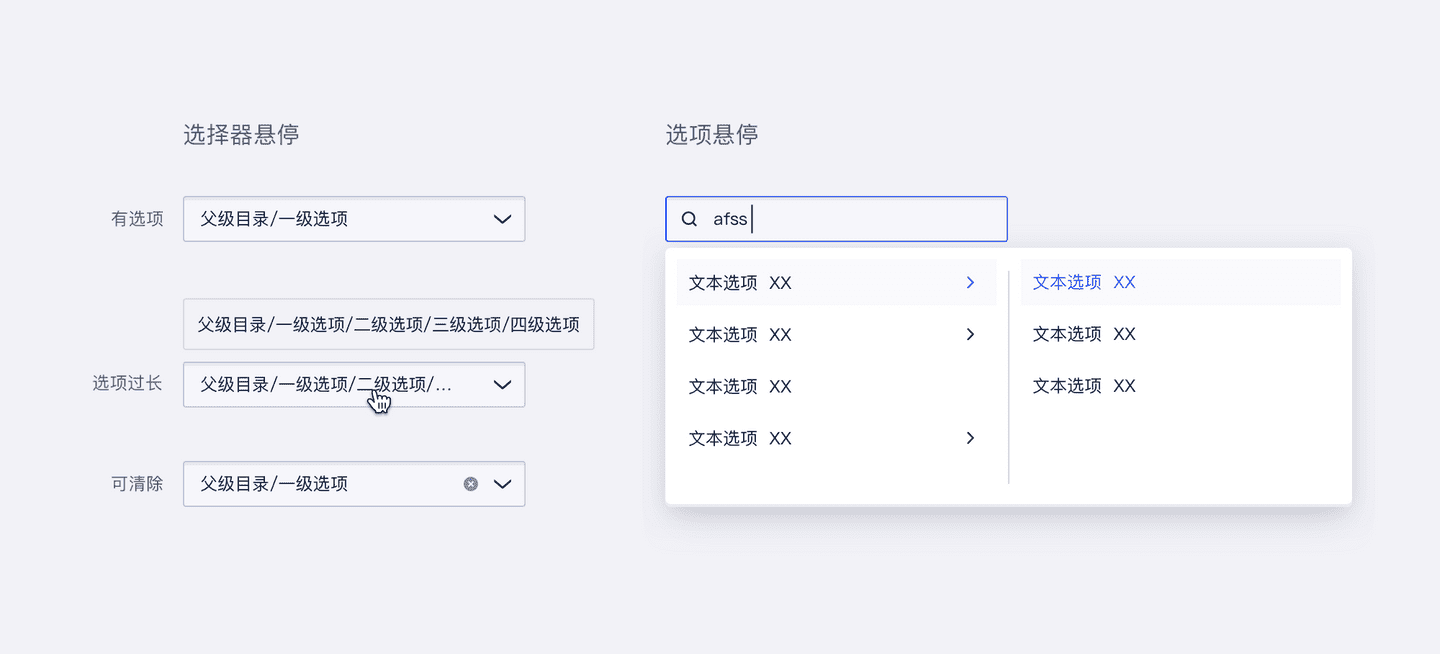 选择器悬停
有选项
父级目录/一级选项
父级目录/一级选项/二级选项/三级选项/四级选项
选项过长
父级目录/一级选项/二级选项/...
可清除
父级目录/一级选项
选项悬停
afss
文本选项 XX
文本选项 XX
文本选项 XX
文本选项 XX
文本选项 XX
文本选项 XX
文本选项 XX